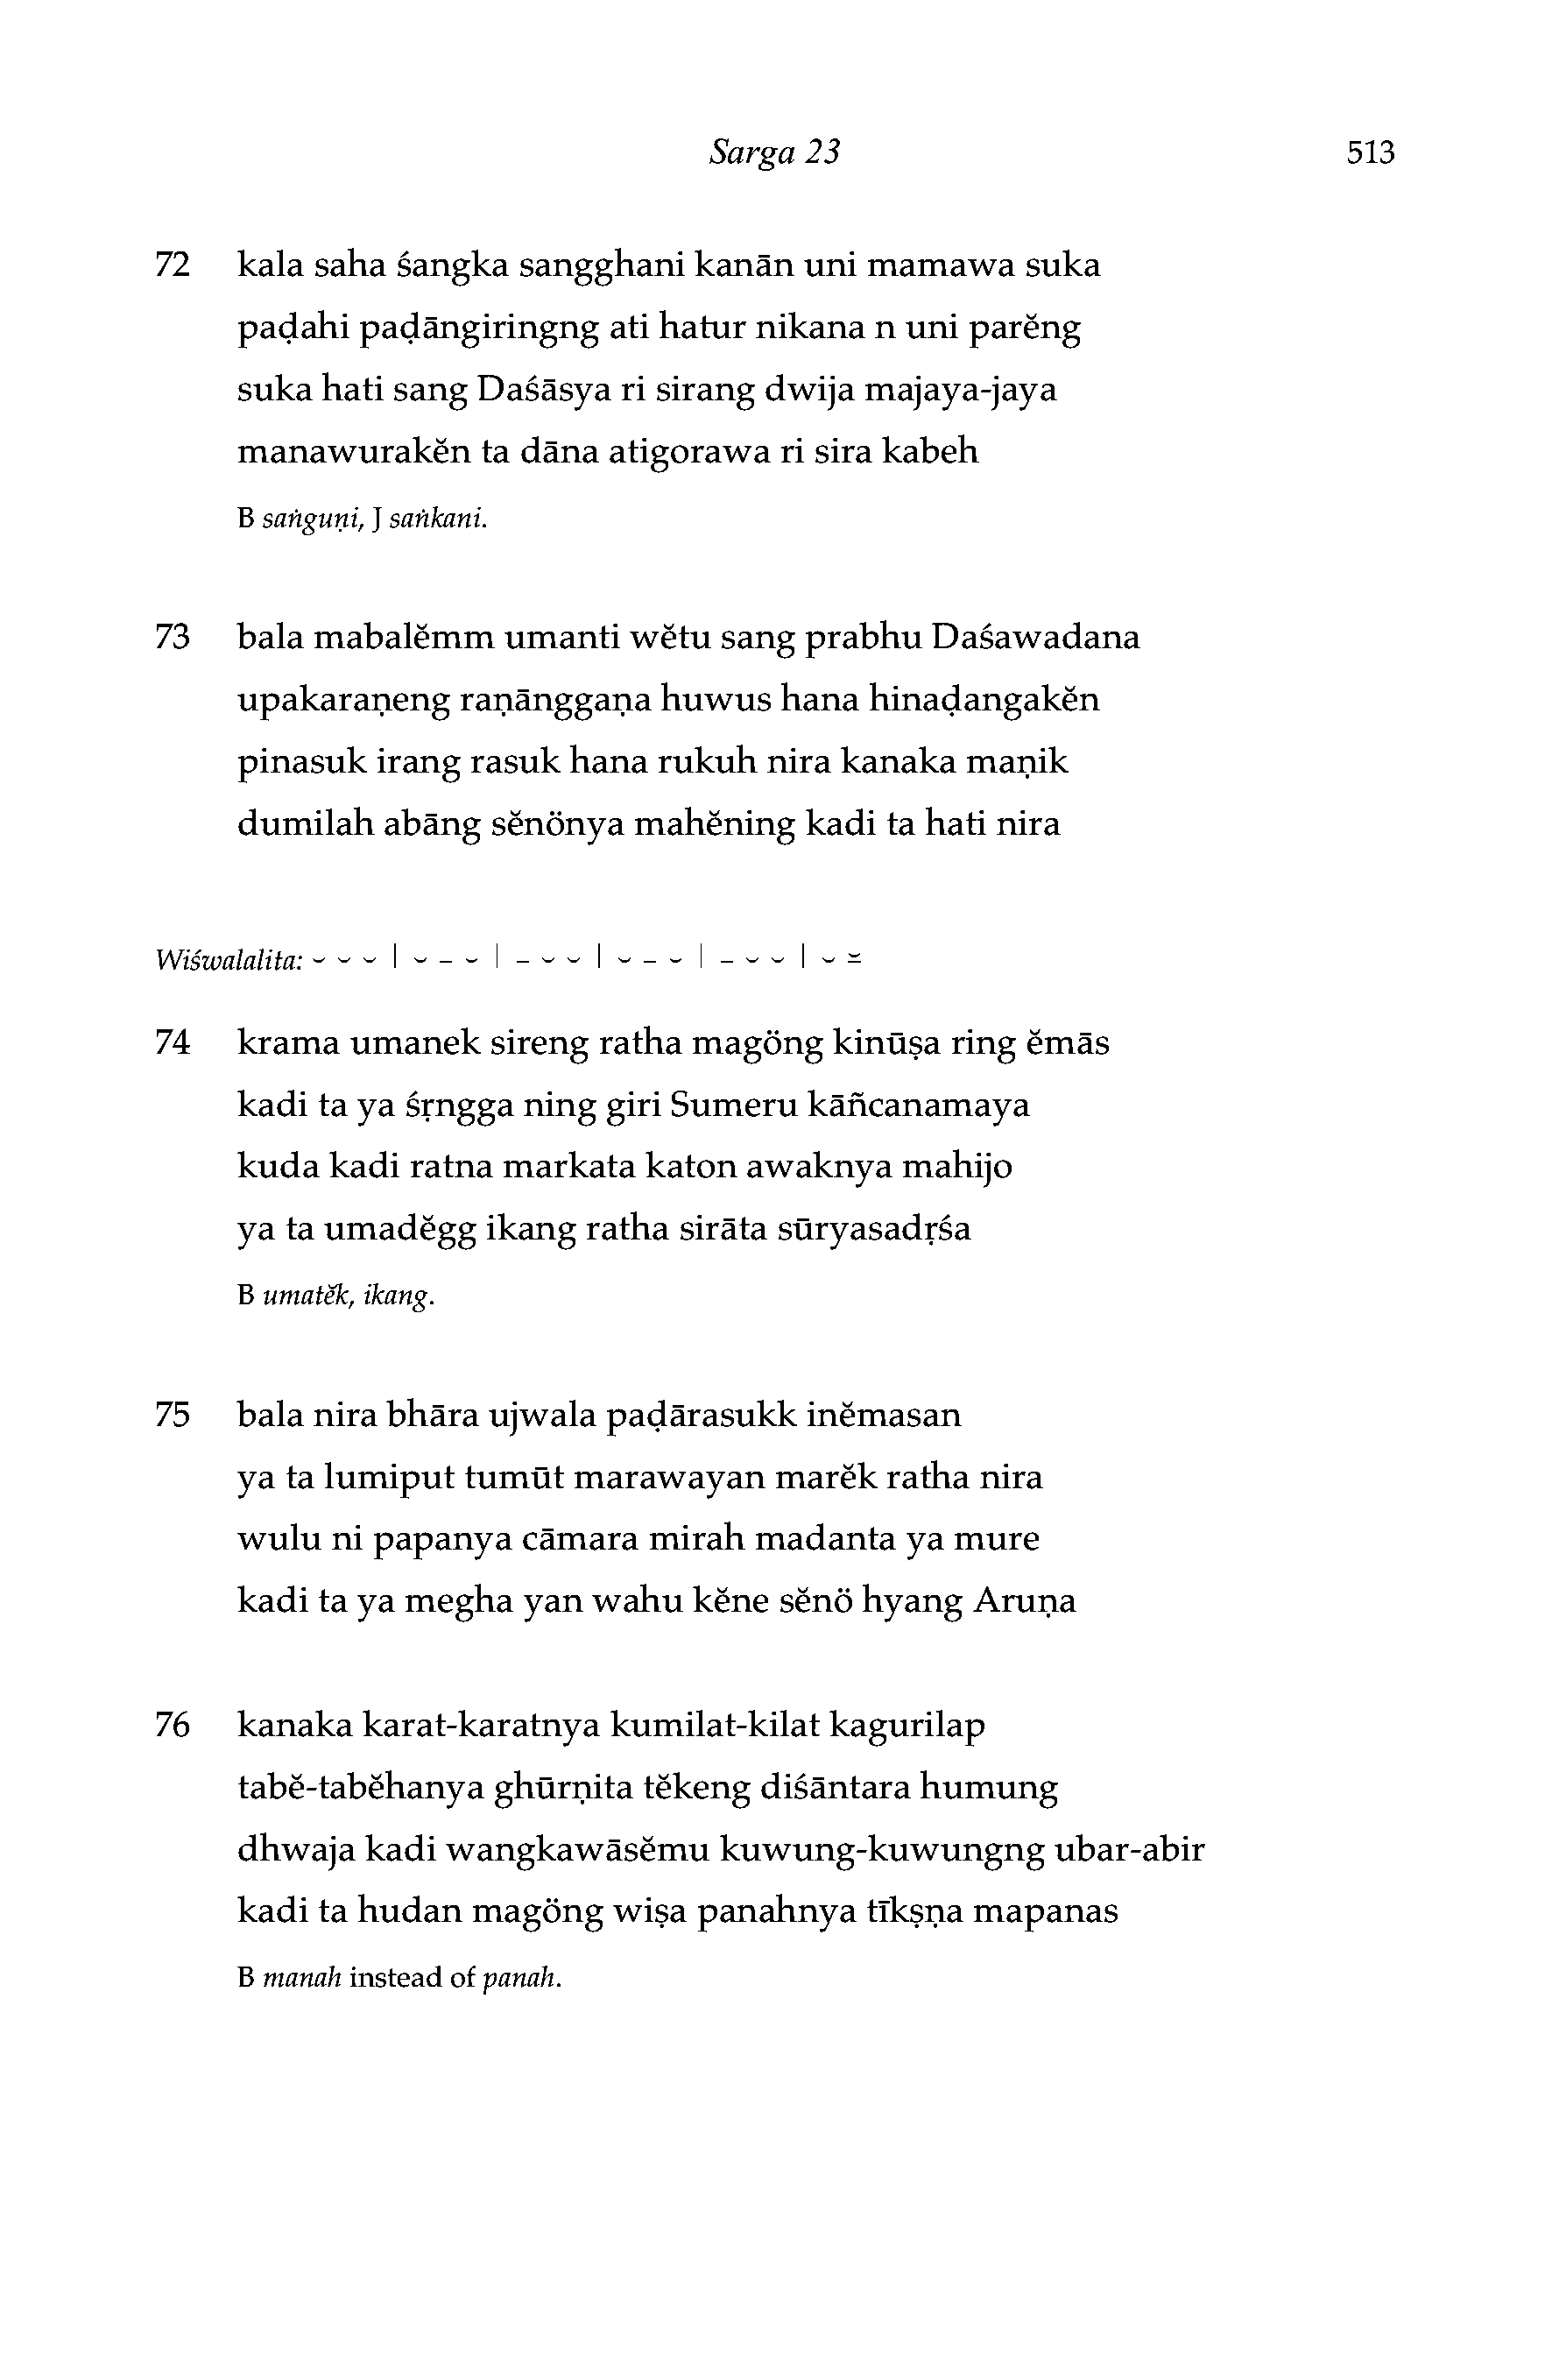 Sarga 23 513
72 kala saha śangka sangghani kanān uni mamawa suka
paḍahi paḍāngiringng ati hatur nikana n uni parĕng
suka hati sang Daśāsya ri sirang dwija majaya-jaya
manawurakĕn ta dāna atigorawa ri sira kabeh
B saṅguṇi, J saṅkani.
73 bala mabalĕmm umanti wĕtu sang prabhu Daśawadana
upakaraṇeng raṇānggaṇa huwus hana hinaḍangakĕn
pinasuk irang rasuk hana rukuh nira kanaka maṇik
dumilah abāng sĕnönya mahĕning kadi ta hati nira
Wiśwalalita: ⏑ ⏑ ⏑ | ⏑ – ⏑ | – ⏑ ⏑ | ⏑ – ⏑ | – ⏑ ⏑ | ⏑ ⏓
74 krama umanek sireng ratha magöng kinūṣa ring ĕmās
kadi ta ya śṛngga ning giri Sumeru kāñcanamaya
kuda kadi ratna markata katon awaknya mahijo
ya ta umadĕgg ikang ratha sirāta sūryasadṛśa
B umatĕk, ikang.
75 bala nira bhāra ujwala paḍārasukk inĕmasan
ya ta lumiput tumūt marawayan marĕk ratha nira
wulu ni papanya cāmara mirah madanta ya mure
kadi ta ya megha yan wahu kĕne sĕnö hyang Aruṇa
76 kanaka karat-karatnya kumilat-kilat kagurilap
tabĕ-tabĕhanya ghūrṇita tĕkeng diśāntara humung
dhwaja kadi wangkawāsĕmu kuwung-kuwungng ubar-abir
kadi ta hudan magöng wiṣa panahnya tīkṣṇa mapanas
B manah instead of panah.